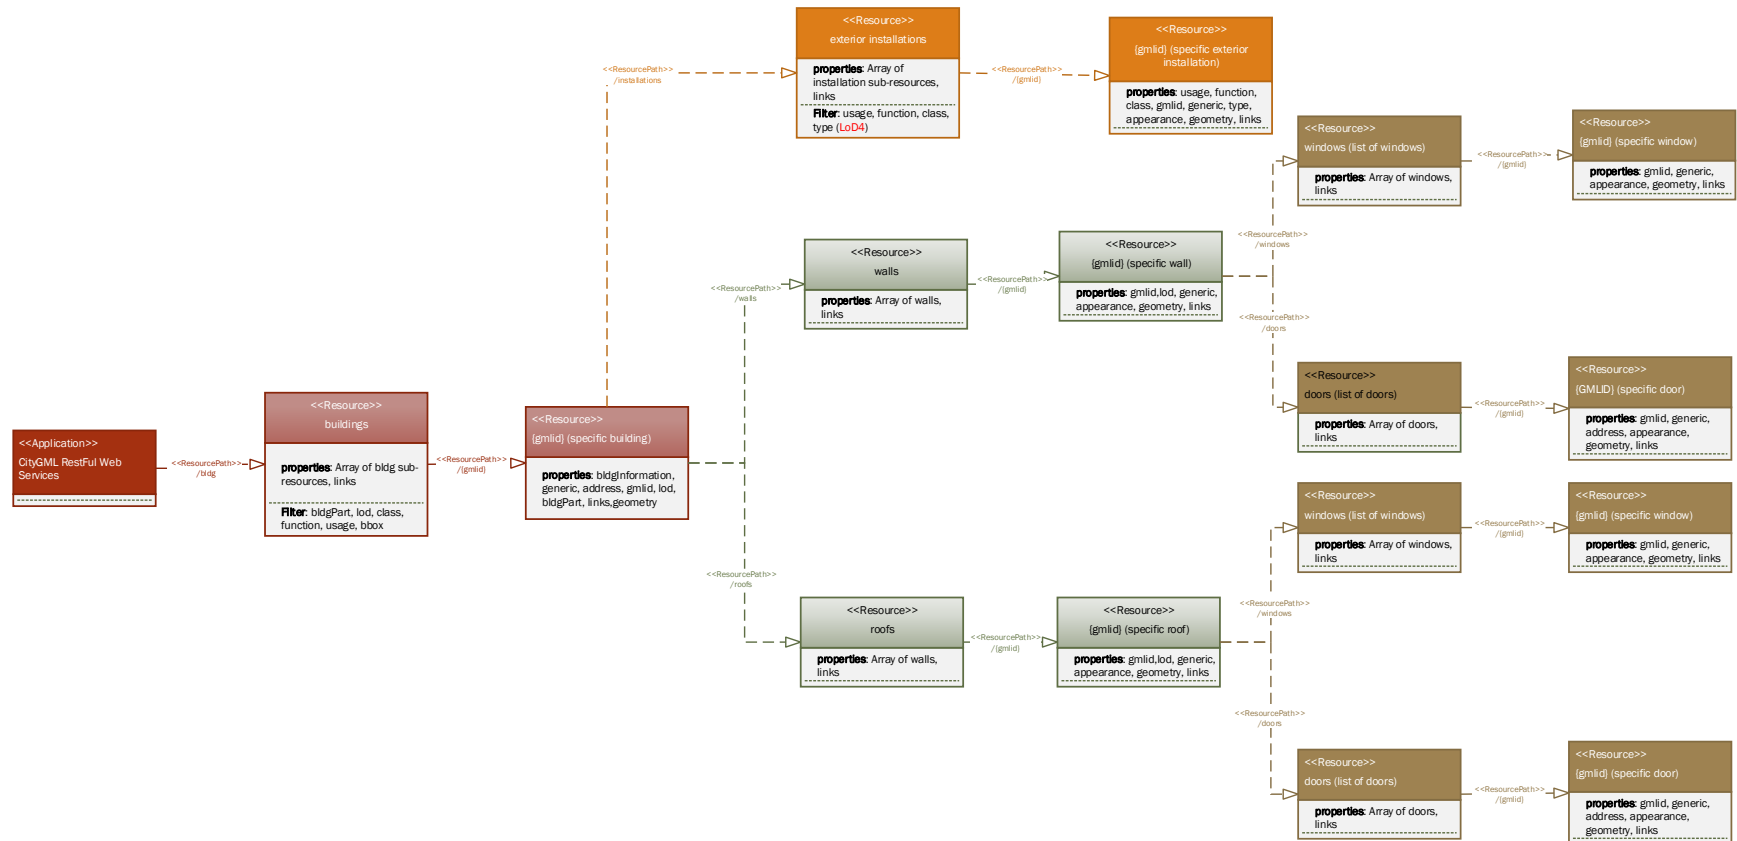 <<Resource>>
exterior installations
properties: Array of
installation sub-resources,
links
Filter: usage, function, class,
type (LoD4)
<<ResourcePath>>
/installations
<<ResourcePath>>
/{gmlid}
<<Resource>>
{gmlid} (specific exterior
installation)
properties: usage, function,
class, gmlid, generic, type,
appearance, geometry, links
<<Resource>>
windows (list of windows)
properties: Array of windows,
links
<<ResourcePath>>
/{gmlid}
<<Resource>>
{gmlid} (specific window)
properties: gmlid, generic,
appearance, geometry, links
<<ResourcePath>>
/windows
<<ResourcePath>>
/walls
<<Resource>>
walls
properties: Array of walls,
links
<<ResourcePath>>
/{gmlid}
<<Resource>>
{gmlid} (specific wall)
properties: gmlid,lod, generic,
appearance, geometry, links
<<ResourcePath>>
/doors
<<Resource>>
doors (list of doors)
properties: Array of doors,
links
<<ResourcePath>>
/{gmlid}
<<Resource>>
{GMLID} (specific door)
properties: gmlid, generic,
address, appearance,
geometry, links
<<Application>>
CityGML RestFul Web
Services
<<ResourcePath>>
/bldg
<<Resource>>
buildings
properties: Array of bldg sub-
resources, links
Filter: bldgPart, lod, class,
function, usage, bbox
<<ResourcePath>>
/{gmlid}
<<Resource>>
{gmlid} (specific building)
properties: bldgInformation,
generic, address, gmlid, lod,
bldgPart, links,geometry
<<Resource>>
windows (list of windows)
properties: Array of windows,
links
<<ResourcePath>>
/{gmlid}
<<Resource>>
{gmlid} (specific window)
properties: gmlid, generic,
appearance, geometry, links
<<ResourcePath>>
/roofs
<<Resource>>
roofs
properties: Array of walls,
links
<<ResourcePath>>
/{gmlid}
<<Resource>>
{gmlid} (specific roof)
properties: gmlid,lod, generic,
appearance, geometry, links
<<ResourcePath>>
/windows
<<ResourcePath>>
/doors
<<Resource>>
doors (list of doors)
properties: Array of doors,
links
<<ResourcePath>>
/{gmlid}
<<Resource>>
{gmlid} (specific door)
properties: gmlid, generic,
address, appearance,
geometry, links